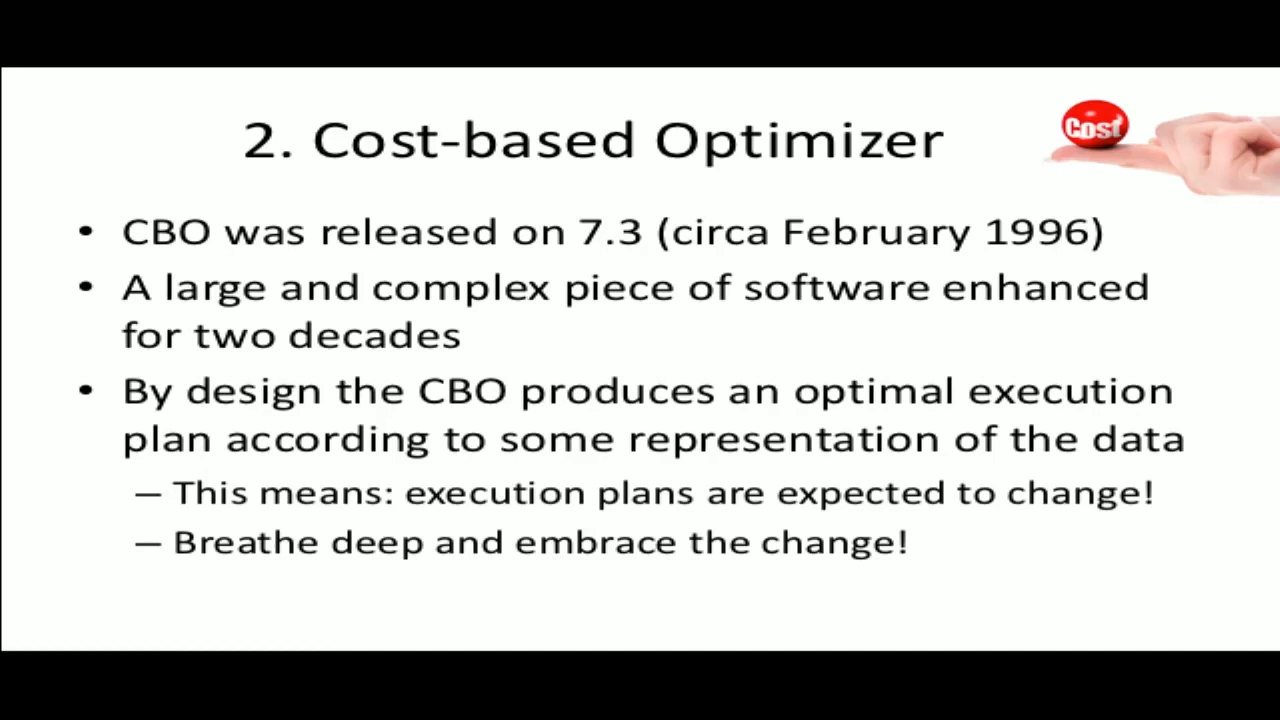 2. Cost-based Optimizer
Cost
• CBO was released on 7.3 (circa February 1996)
• A large and complex piece of software enhanced
for two decades
• By design the CBO produces an optimal execution
plan according to some representation of the data
– This means: execution plans are expected to change!
– Breathe deep and embrace the change!